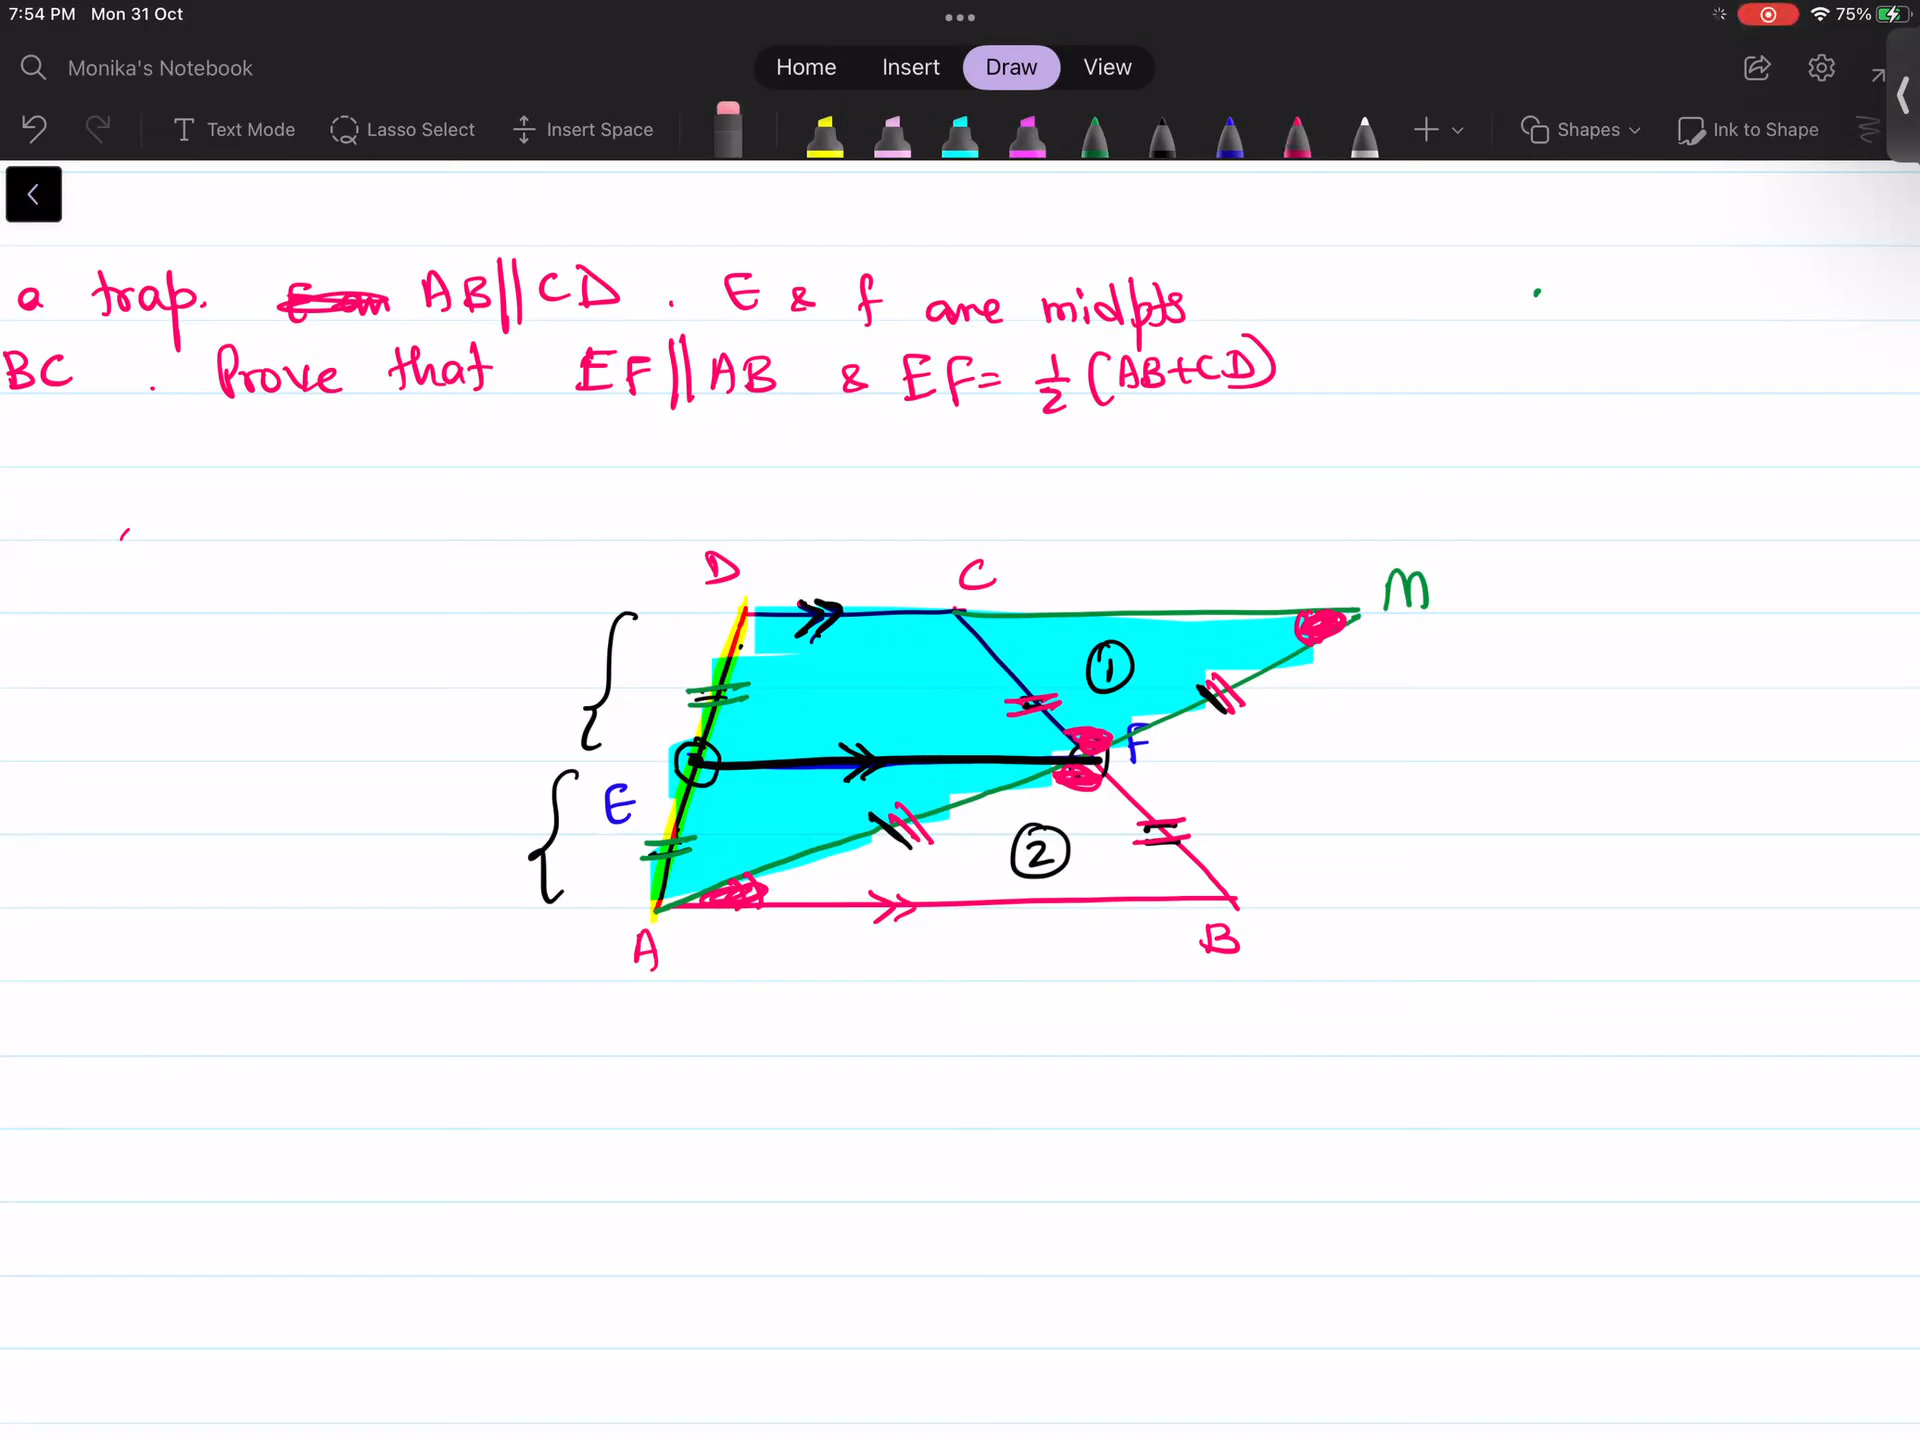 7:54 PM Mon 31 Oct
75%
Monika's Notebook
Home Insert Draw View
Text Mode Lasso Select Insert Space Shapes Ink to Shape
a trap. AB||CD . E & f are midpts
BC . Prove that EF||AB & EF= 1/2 (AB+CD)
D C M
1
F
E
2
A B